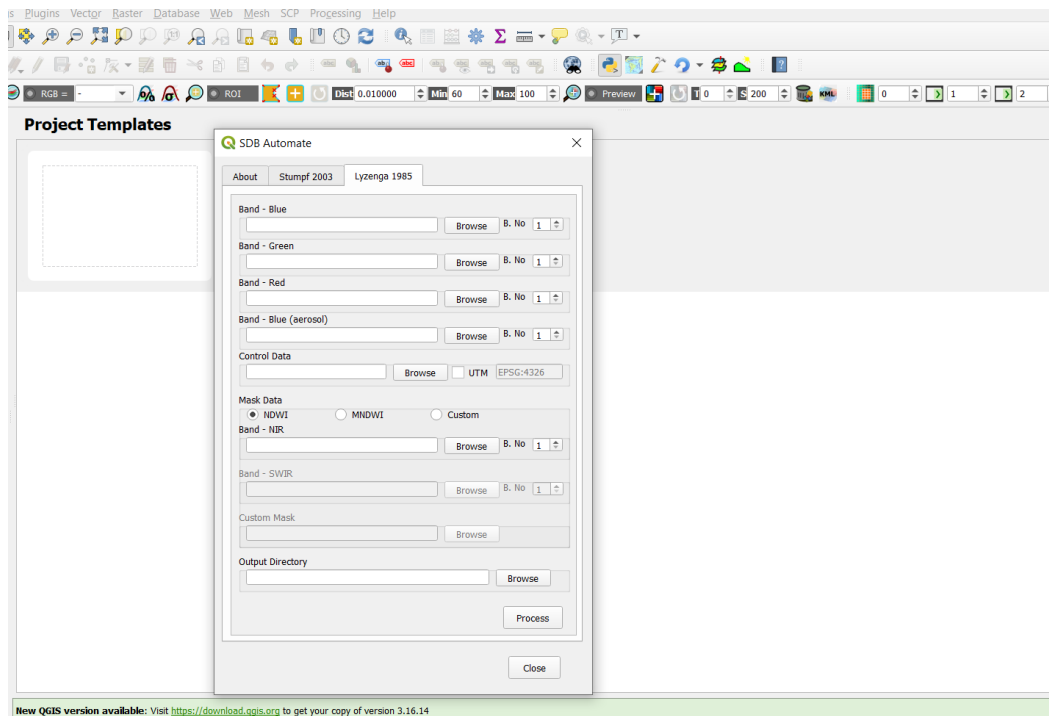 Plugins Vector Raster Database Web Mesh SCP Processing Help
RGB = - ROI Dist 0.010000 Min 60 Max 100 Preview T 0 S 200 KML 0 1 2
Project Templates
SDB Automate
About Stumpf 2003 Lyzenga 1985
Band - Blue
Browse B. No 1
Band - Green
Browse B. No 1
Band - Red
Browse B. No 1
Band - Blue (aerosol)
Browse B. No 1
Control Data
Browse UTM EPSG:4326
Mask Data
NDWI MNDWI Custom
Band - NIR
Browse B. No 1
Band - SWIR
Browse B. No 1
Custom Mask
Browse
Output Directory
Browse
Process
Close
New QGIS version available: Visit https://download.qgis.org to get your copy of version 3.16.14